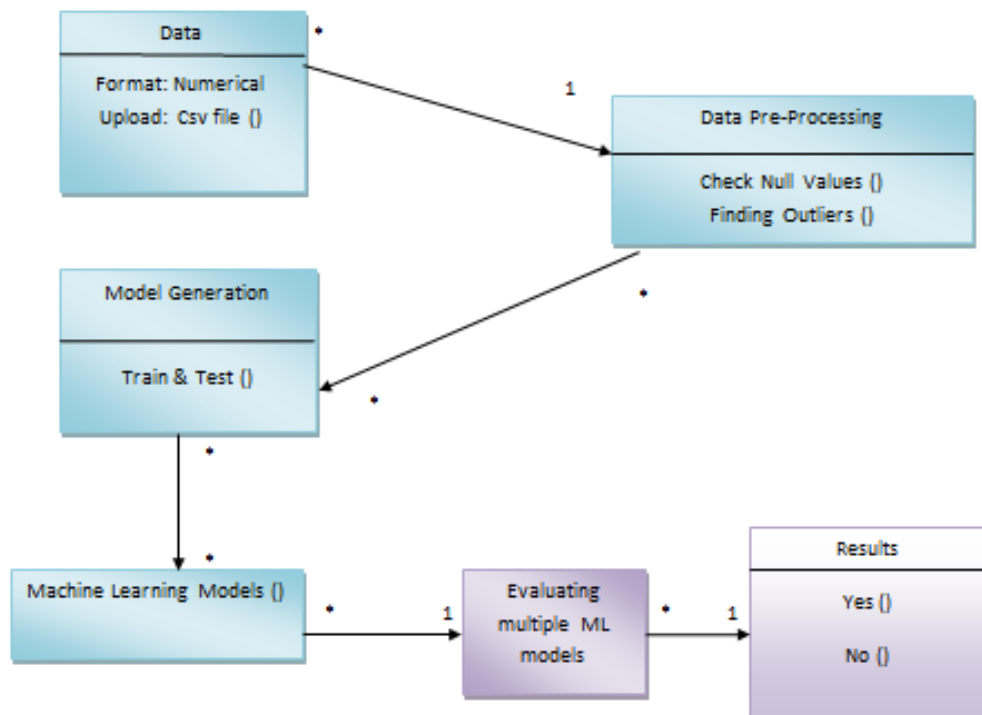 Data
*
Format: Numerical
Upload: Csv file ()
1
Data Pre-Processing
Check Null Values ()
Finding Outliers ()
*
Model Generation
Train & Test ()
*
*
*
Machine Learning Models ()
*
1
Evaluating
multiple ML
models
*
1
Results
Yes ()
No ()